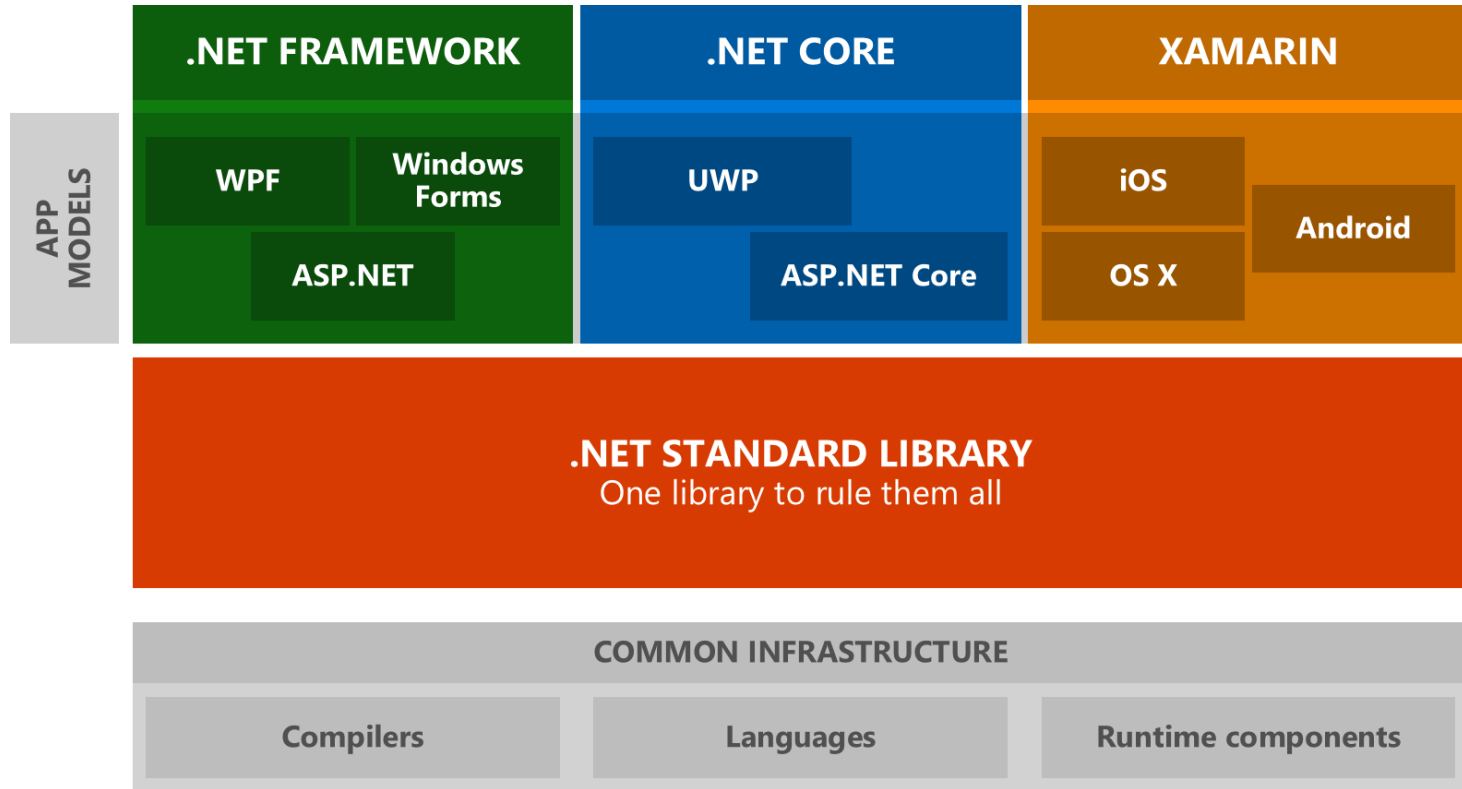 .NET FRAMEWORK
.NET CORE
XAMARIN
APP
MODELS
WPF
Windows
Forms
ASP.NET
UWP
ASP.NET Core
iOS
OS X
Android
.NET STANDARD LIBRARY
One library to rule them all
COMMON INFRASTRUCTURE
Compilers
Languages
Runtime components